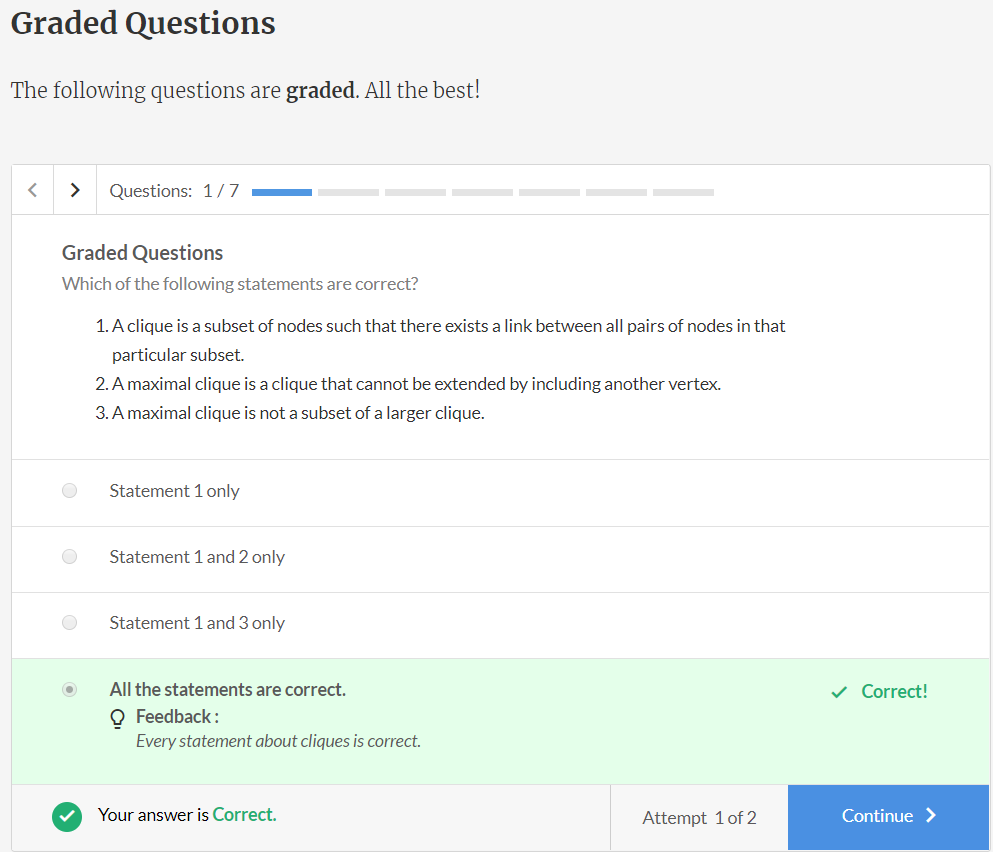 Graded Questions
The following questions are graded. All the best!
Questions: 1 / 7
Graded Questions
Which of the following statements are correct?
1. A clique is a subset of nodes such that there exists a link between all pairs of nodes in that
particular subset.
2. A maximal clique is a clique that cannot be extended by including another vertex.
3. A maximal clique is not a subset of a larger clique.
Statement 1 only
Statement 1 and 2 only
Statement 1 and 3 only
All the statements are correct.
Correct!
Feedback :
Every statement about cliques is correct.
Your answer is Correct.
Attempt 1 of 2
Continue